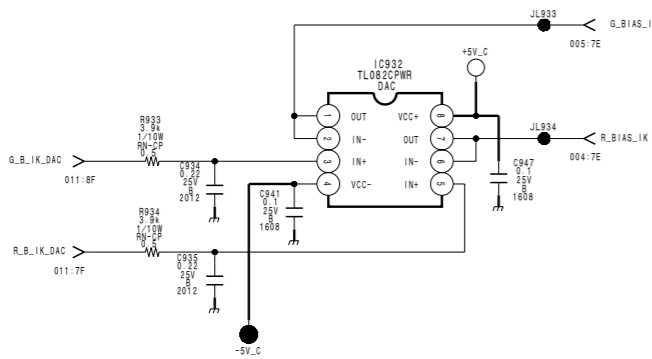 JL933
G_BIAS_I
005:7E
+5V_C
IC932
TL082CPWR
DAC
1 OUT VCC+ 8
2 IN- OUT 7
3 IN+ IN- 6
4 VCC- IN+ 5
JL934
R_BIAS_IK
004:7E
R933
3.9k
1/10W
RN-CP
0.5
G_B_IK_DAC
011:8F
C934
0.22
25V
B
2012
C941
0.1
25V
B
1608
C947
0.1
25V
B
1608
R934
3.9k
1/10W
RN-CP
0.5
R_B_IK_DAC
011:7F
C935
0.22
25V
B
2012
-5V_C